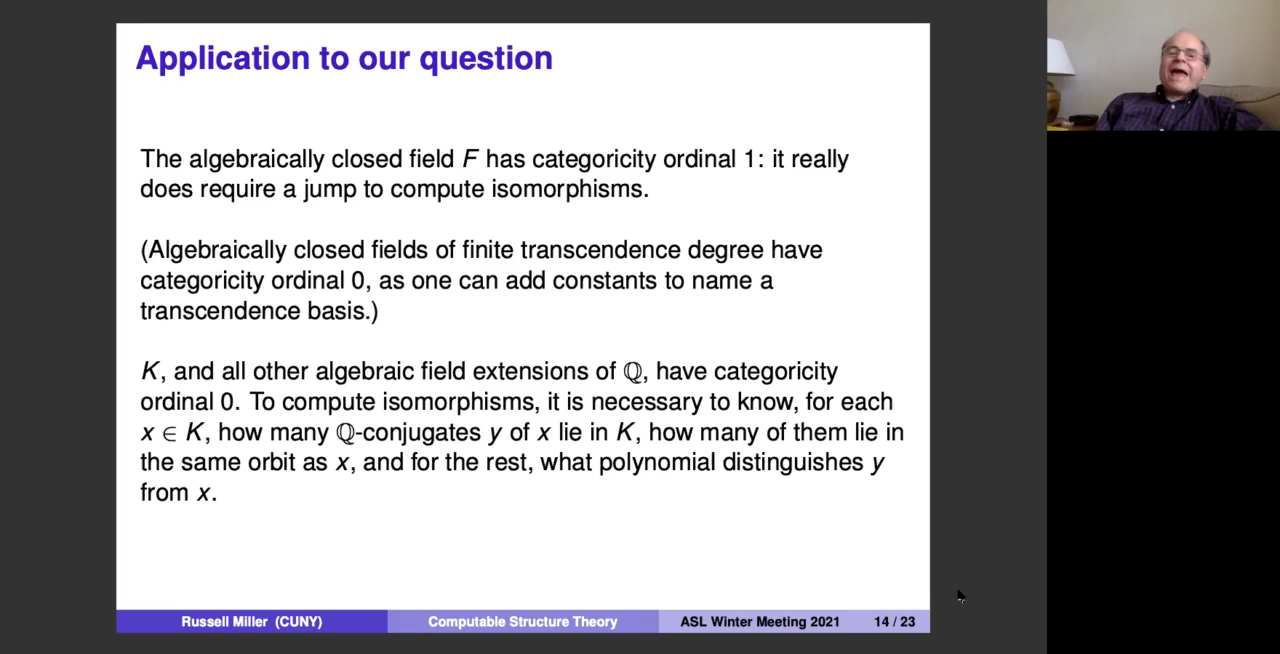 Application to our question
The algebraically closed field F has categoricity ordinal 1: it really
does require a jump to compute isomorphisms.
(Algebraically closed fields of finite transcendence degree have
categoricity ordinal 0, as one can add constants to name a
transcendence basis.)
K, and all other algebraic field extensions of ℚ, have categoricity
ordinal 0. To compute isomorphisms, it is necessary to know, for each
x ∈ K, how many ℚ-conjugates y of x lie in K, how many of them lie in
the same orbit as x, and for the rest, what polynomial distinguishes y
from x.
Russell Miller (CUNY) Computable Structure Theory ASL Winter Meeting 2021 14 / 23